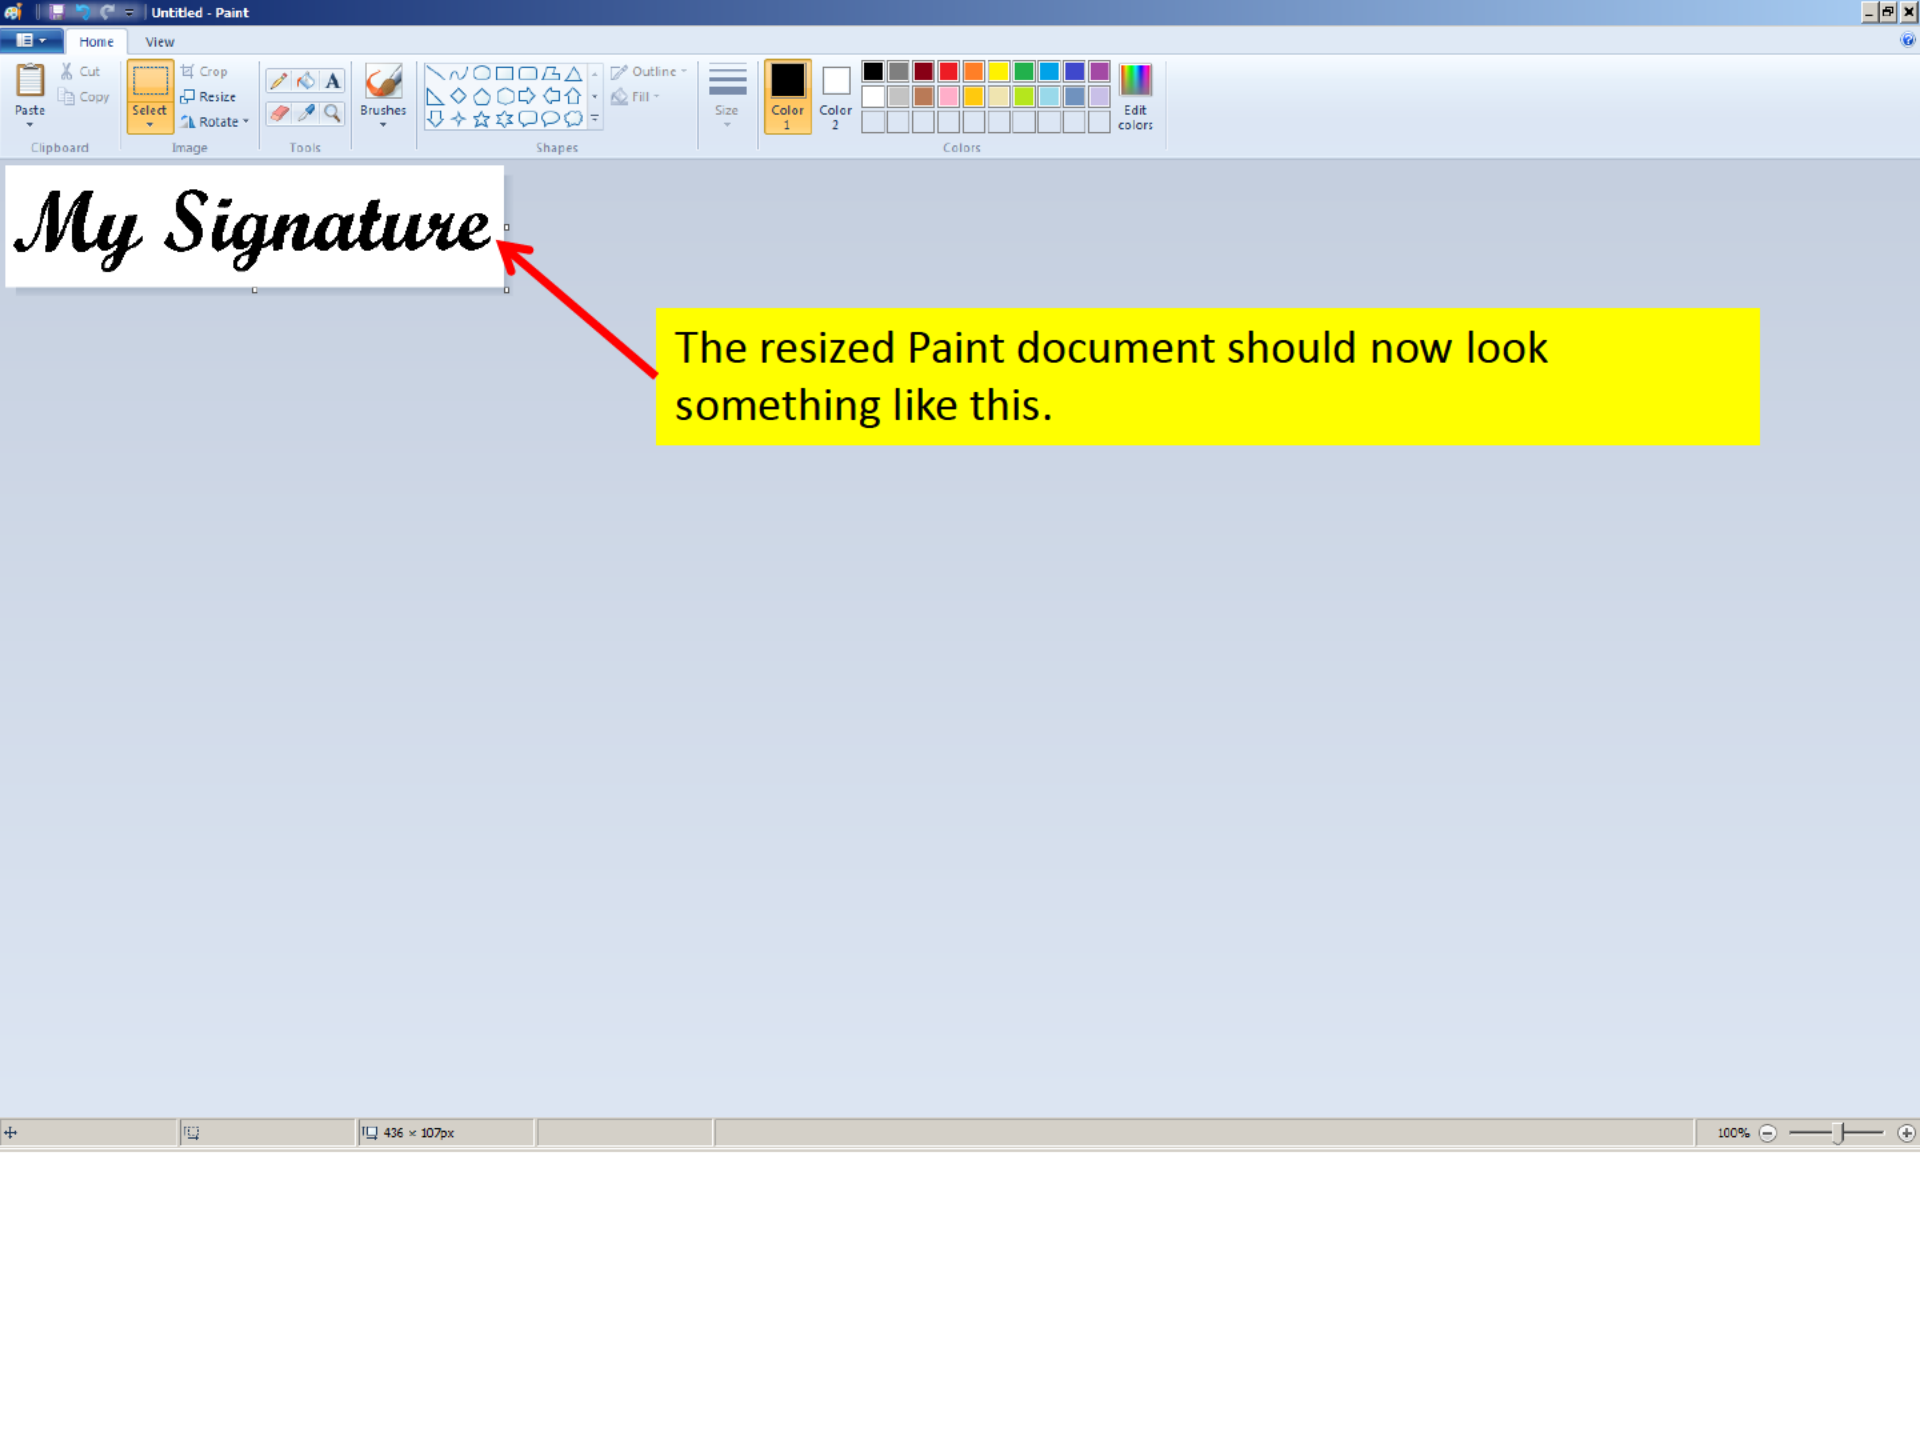 Untitled - Paint
Home View
Paste
Cut
Copy
Clipboard
Select
Crop
Resize
Rotate
Image
A
Tools
Brushes
Outline
Fill
Shapes
Size
Color 1
Color 2
Edit colors
Colors
My Signature
The resized Paint document should now look
something like this.
436 × 107px
100%